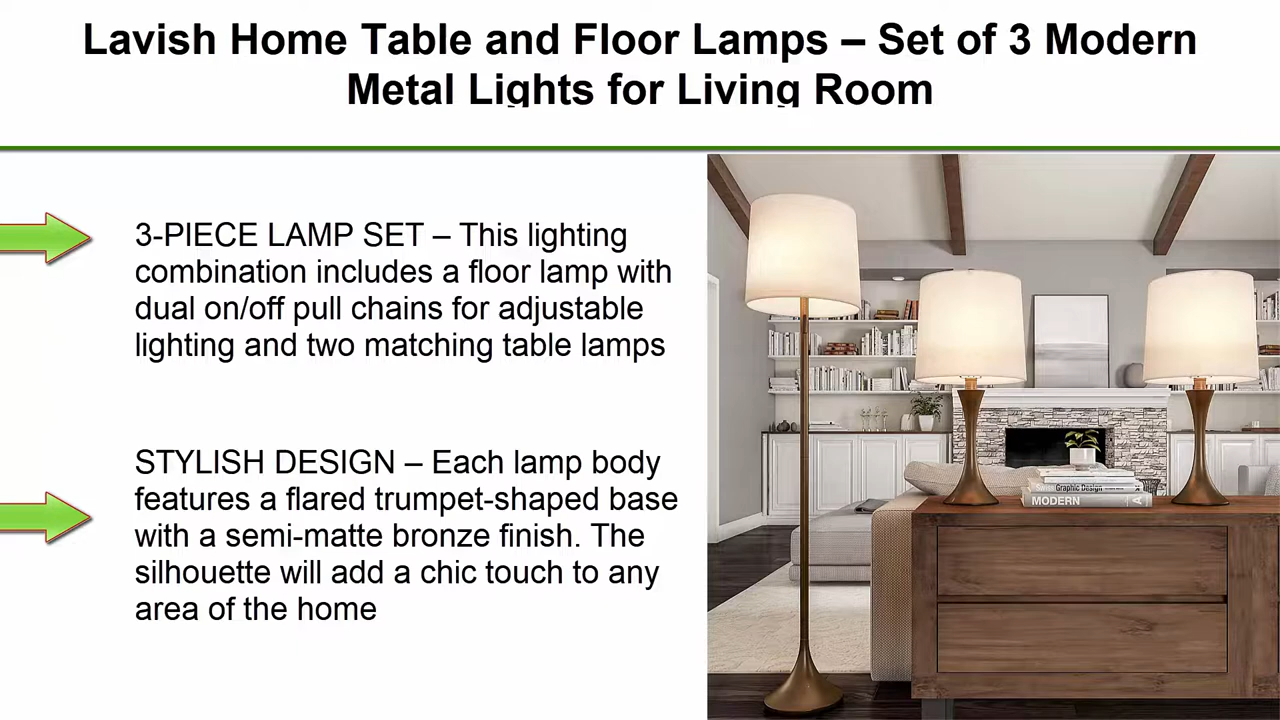 Lavish Home Table and Floor Lamps – Set of 3 Modern
Metal Lights for Living Room
3-PIECE LAMP SET – This lighting
combination includes a floor lamp with
dual on/off pull chains for adjustable
lighting and two matching table lamps
STYLISH DESIGN – Each lamp body
features a flared trumpet-shaped base
with a semi-matte bronze finish. The
silhouette will add a chic touch to any
area of the home
Graphic Design
MODERN